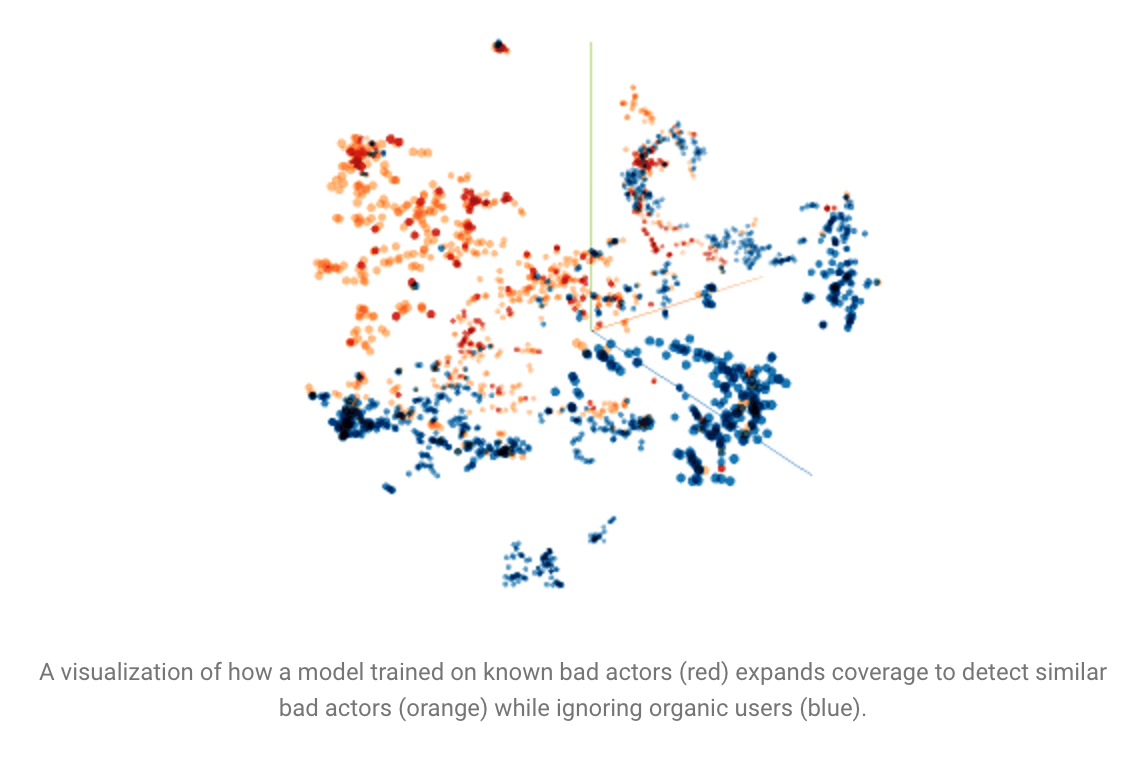 A visualization of how a model trained on known bad actors (red) expands coverage to detect similar
bad actors (orange) while ignoring organic users (blue).